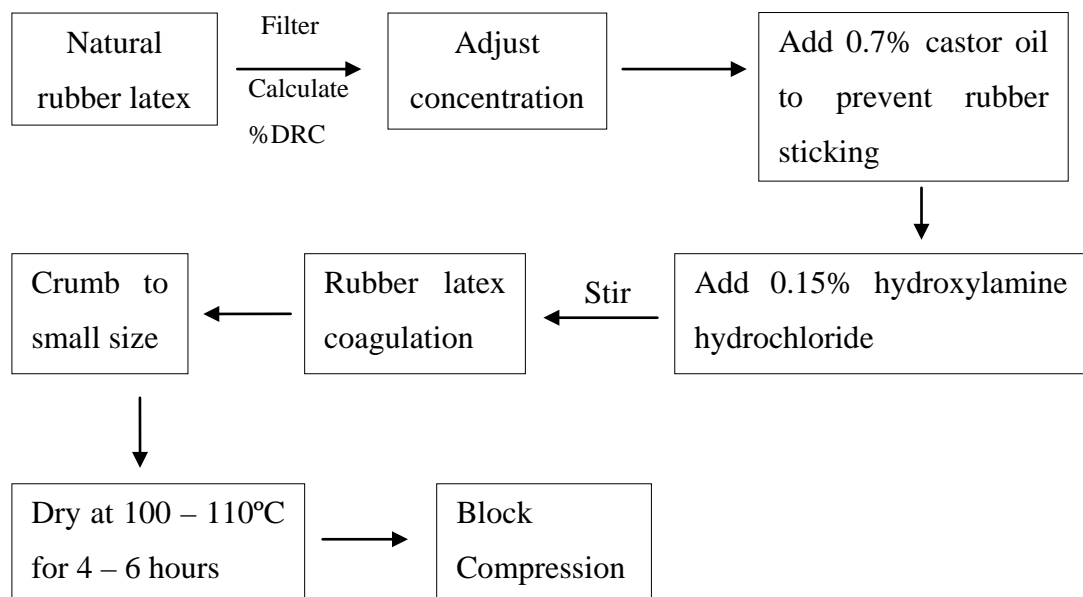 Natural
rubber latex
Filter
Calculate
%DRC
Adjust
concentration
Add 0.7% castor oil
to prevent rubber
sticking
Add 0.15% hydroxylamine
hydrochloride
Stir
Rubber latex
coagulation
Crumb to
small size
Dry at 100 – 110ºC
for 4 – 6 hours
Block
Compression